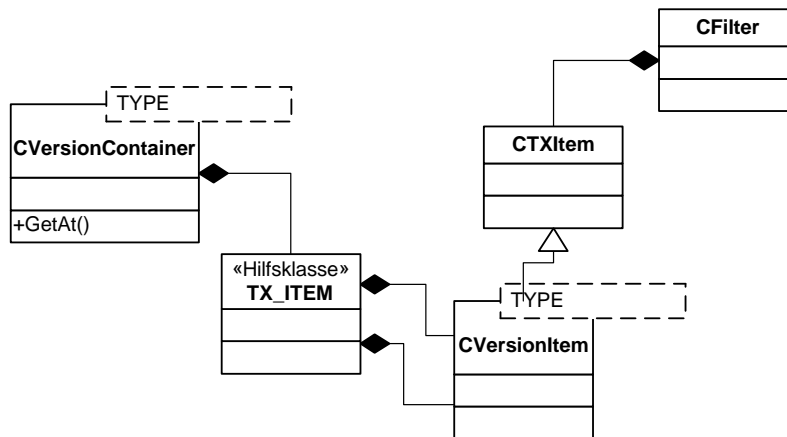 CFilter
TYPE
CVersionContainer
CTXItem
+GetAt()
«Hilfsklasse»
TX_ITEM
TYPE
CVersionItem